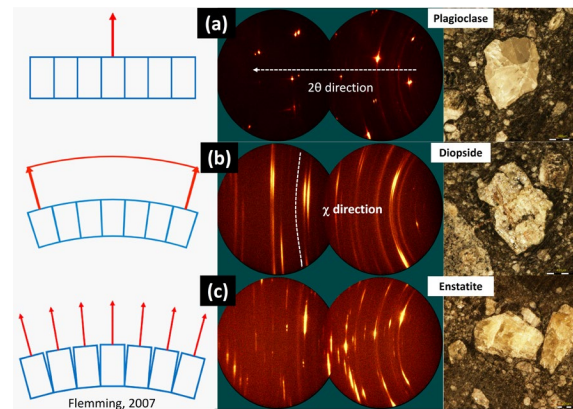 (a)
2θ direction
Plagioclase
(b)
χ direction
Diopside
(c)
Enstatite
Flemming, 2007